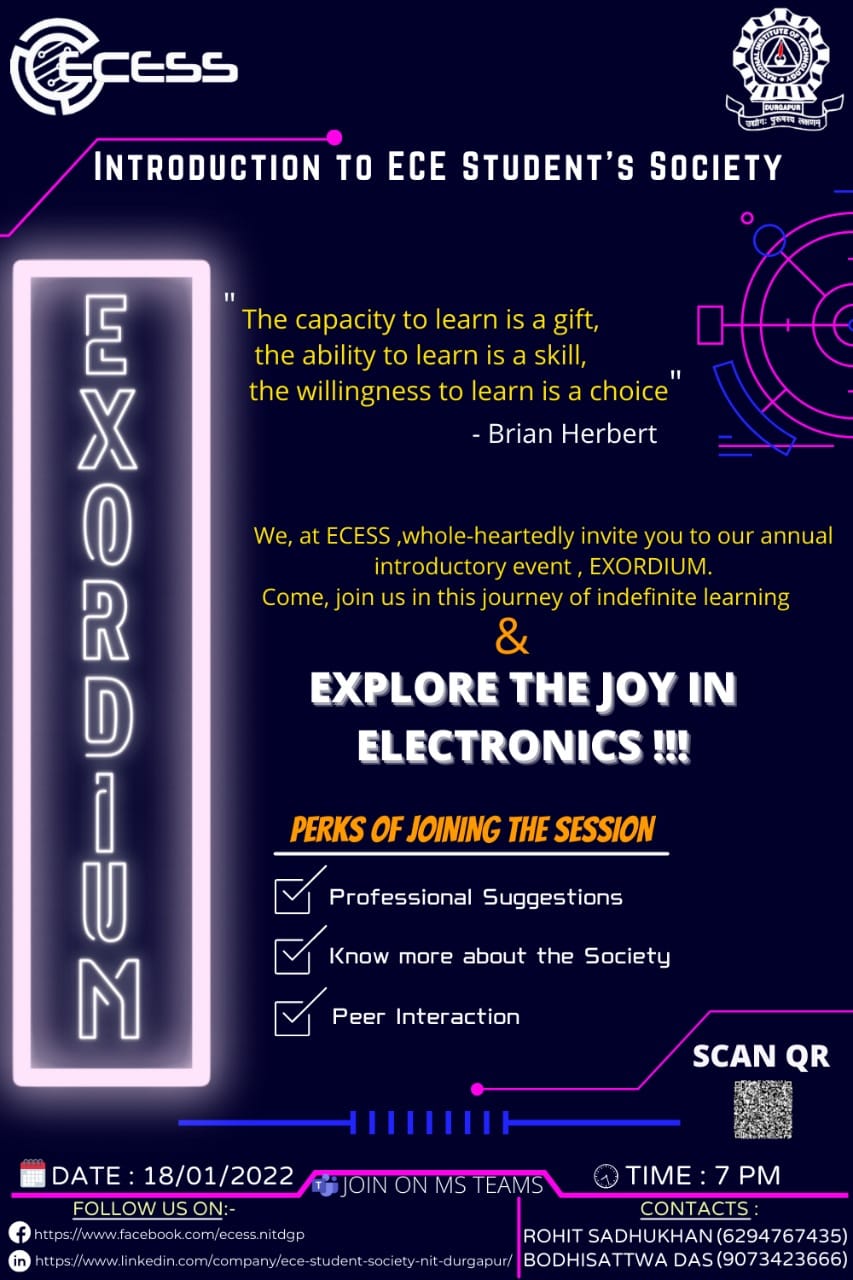 ECESS
NATIONAL INSTITUTE OF TECHNOLOGY
DURGAPUR
उद्योगः पुरुषस्य लक्षणम्
INTRODUCTION TO ECE STUDENT'S SOCIETY
EXORDIUM
"The capacity to learn is a gift,
the ability to learn is a skill,
the willingness to learn is a choice"
- Brian Herbert
We, at ECESS ,whole-heartedly invite you to our annual
introductory event , EXORDIUM.
Come, join us in this journey of indefinite learning
&
EXPLORE THE JOY IN
ELECTRONICS !!!
PERKS OF JOINING THE SESSION
Professional Suggestions
Know more about the Society
Peer Interaction
SCAN QR
DATE : 18/01/2022
JOIN ON MS TEAMS
TIME : 7 PM
FOLLOW US ON:-
https://www.facebook.com/ecess.nitdgp
https://www.linkedin.com/company/ece-student-society-nit-durgapur/
CONTACTS :
ROHIT SADHUKHAN (6294767435)
BODHISATTWA DAS (9073423666)